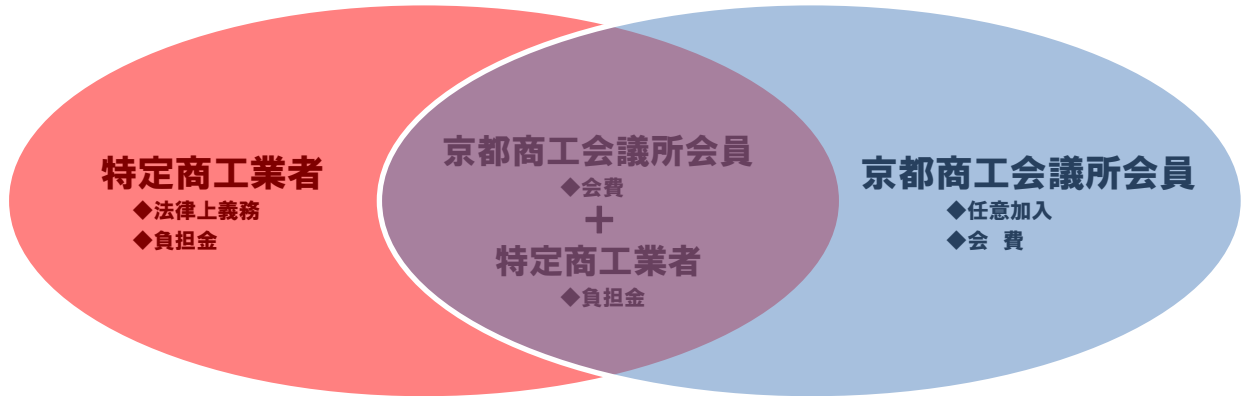 特定商工業者
◆法律上義務
◆負担金
京都商工会議所会員
◆会費
＋
特定商工業者
◆負担金
京都商工会議所会員
◆任意加入
◆会　費